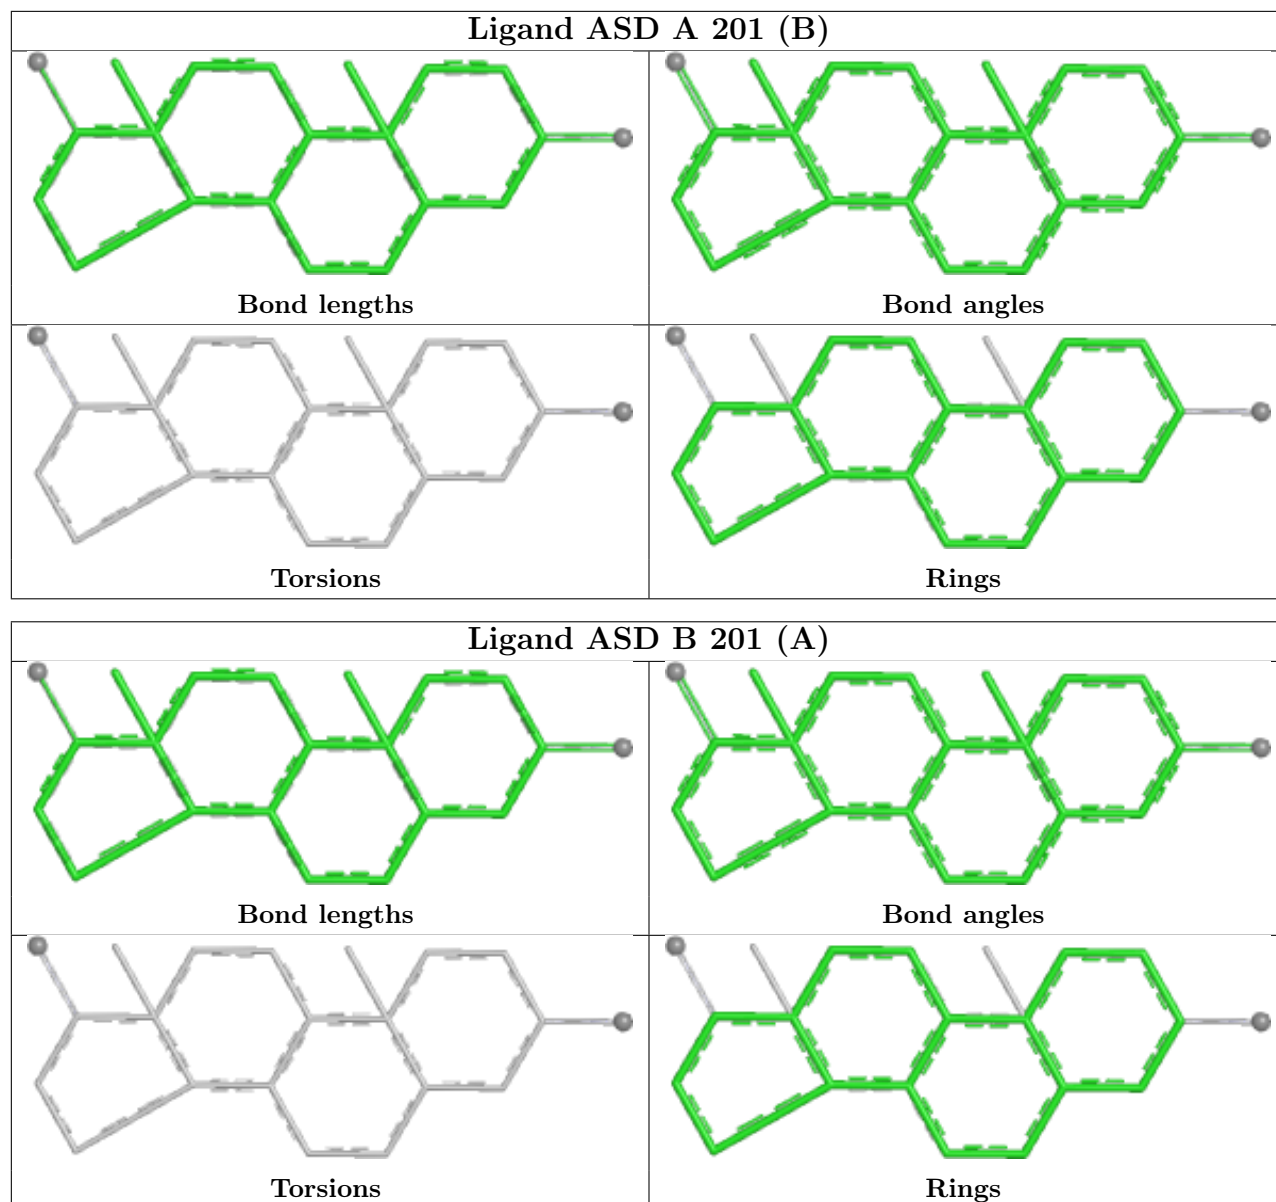 Ligand ASD A 201 (B)
Bond lengths
Bond angles
Torsions
Rings
Ligand ASD B 201 (A)
Bond lengths
Bond angles
Torsions
Rings